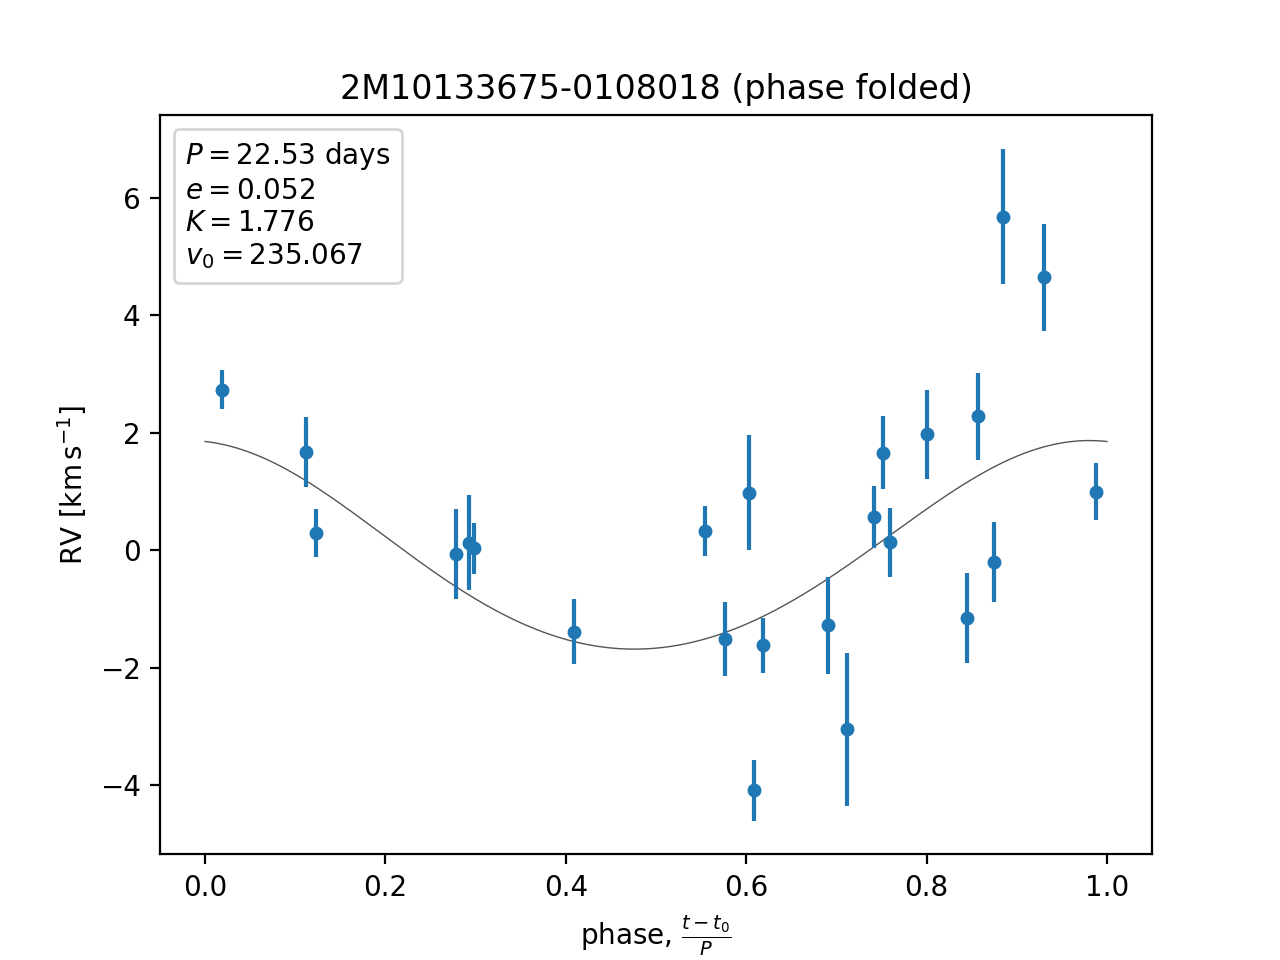 2M10133675-0108018 (phase folded)
P = 22.53 days
e = 0.052
K = 1.776
v₀ = 235.067
RV [km s⁻¹]
6
4
2
0
−2
−4
0.0 0.2 0.4 0.6 0.8 1.0
phase, (t − t₀)/P